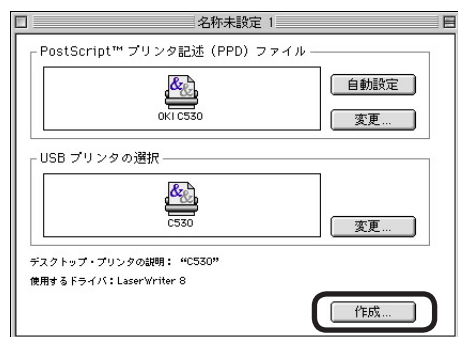 名称未設定 1
PostScript™ プリンタ記述（PPD）ファイル
OKI C530
自動設定
変更...
USB プリンタの選択
C530
変更...
デスクトップ・プリンタの説明： “C530”
使用するドライバ：LaserWriter 8
作成...